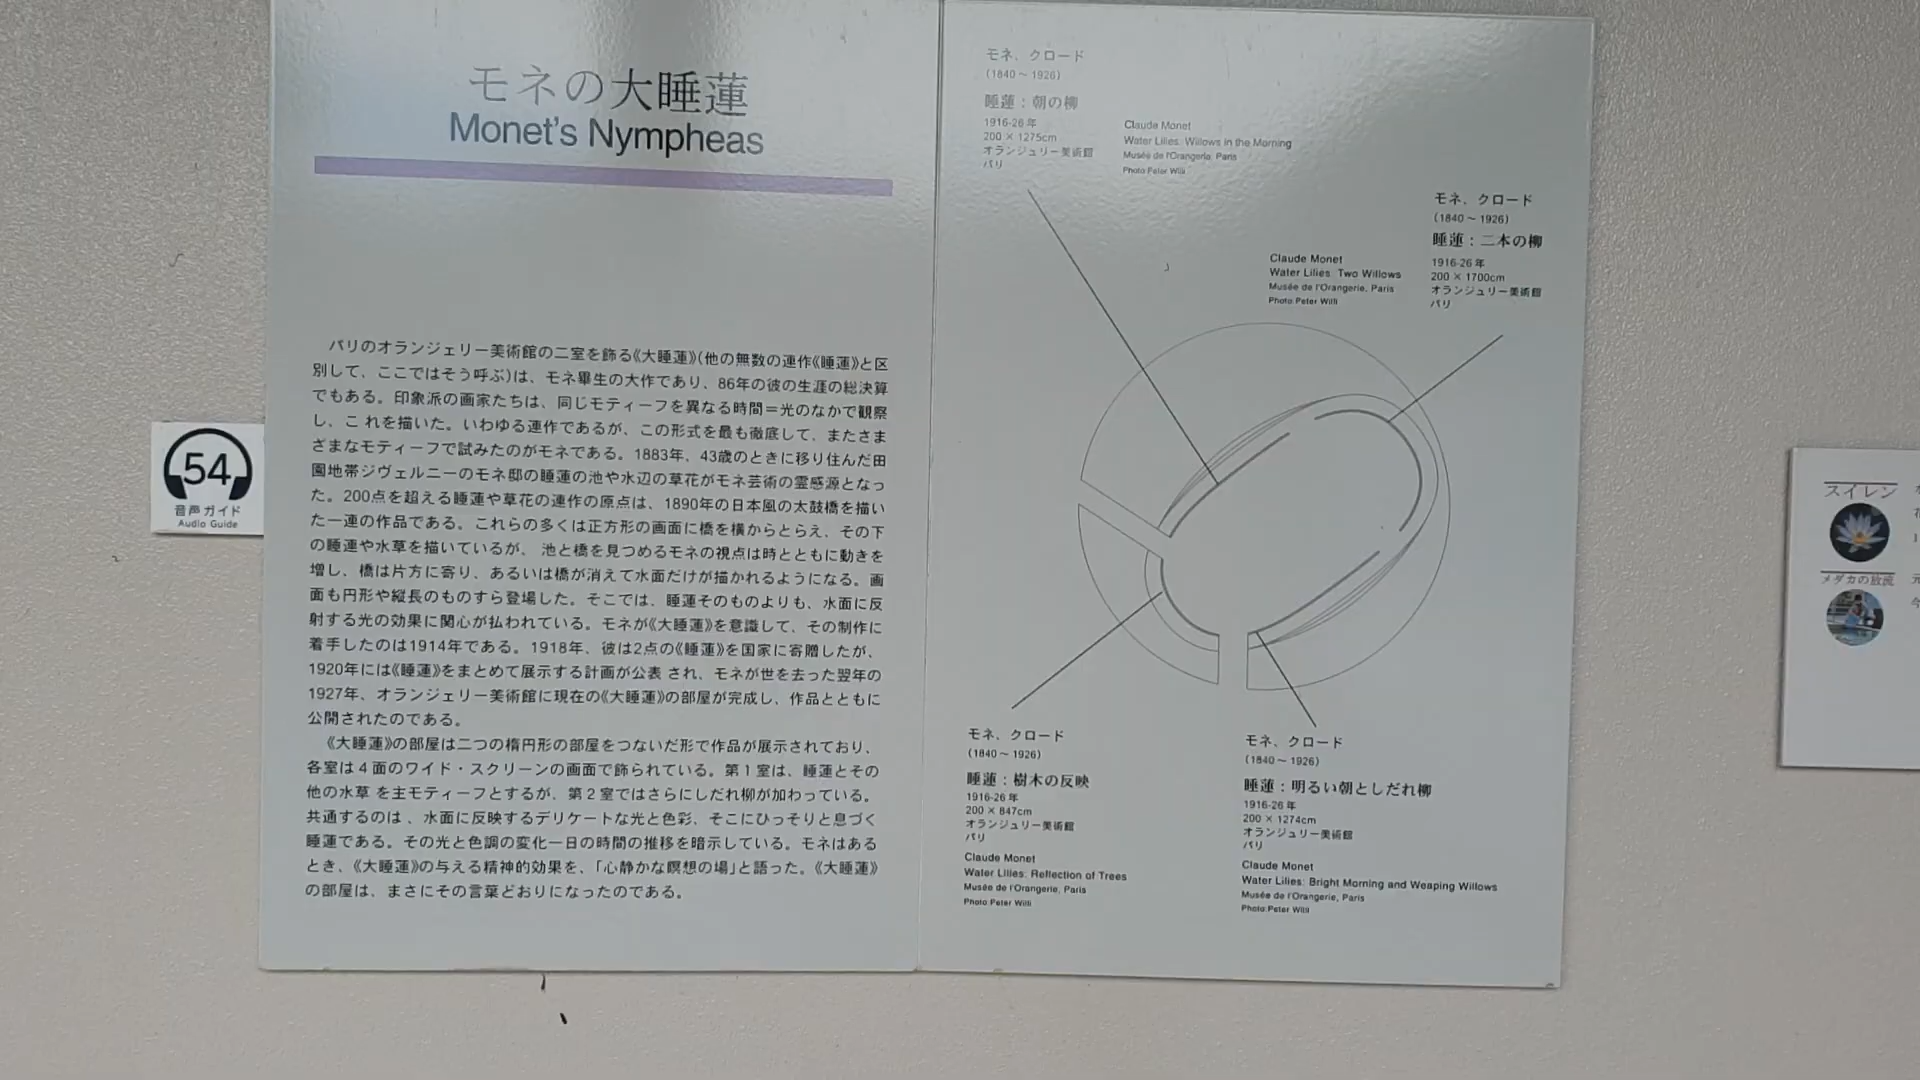 モネの大睡蓮
Monet's Nympheas
パリのオランジェリー美術館の二室を飾る《大睡蓮》(他の無数の連作《睡蓮》と区
別して、ここではそう呼ぶ)は、モネ畢生の大作であり、86年の彼の生涯の総決算
でもある。印象派の画家たちは、同じモティーフを異なる時間＝光のなかで観察
し、こ れを描いた。いわゆる連作であるが、この形式を最も徹底して、またさま
ざまなモティーフで試みたのがモネである。1883年、43歳のときに移り住んだ田
園地帯ジヴェルニーのモネ邸の睡蓮の池や水辺の草花がモネ芸術の霊感源となっ
た。200点を超える睡蓮や草花の連作の原点は、1890年の日本風の太鼓橋を描い
た一連の作品である。これらの多くは正方形の画面に橋を横からとらえ、その下
の睡蓮や水草を描いているが、 池と橋を見つめるモネの視点は時とともに動きを
増し、橋は片方に寄り、あるいは橋が消えて水面だけが描かれるようになる。画
面も円形や縦長のものすら登場した。そこでは、睡蓮そのものよりも、水面に反
射する光の効果に関心が払われている。モネが《大睡蓮》を意識して、その制作に
着手したのは1914年である。1918年、彼は2点の《睡蓮》を国家に寄贈したが、
1920年には《睡蓮》をまとめて展示する計画が公表 され、モネが世を去った翌年の
1927年、オランジェリー美術館に現在の《大睡蓮》の部屋が完成し、作品とともに
公開されたのである。
《大睡蓮》の部屋は二つの楕円形の部屋をつないだ形で作品が展示されており、
各室は４面のワイド・スクリーンの画面で飾られている。第１室は、睡蓮とその
他の水草 を主モティーフとするが、第２室ではさらにしだれ柳が加わっている。
共通するのは 、水面に反映するデリケートな光と色彩、そこにひっそりと息づく
睡蓮である。その光と色調の変化一日の時間の推移を暗示している。モネはある
とき、《大睡蓮》の与える精神的効果を、「心静かな瞑想の場」と語った。《大睡蓮》
の部屋は、まさにその言葉どおりになったのである。
54
音声ガイド
Audio Guide
モネ、クロード
(1840〜1926)
睡蓮：朝の柳
1916-26年
200×1275cm
オランジュリー美術館
パリ
Claude Monet
Water Lilies: Willows in the Morning
Musée de l'Orangerie, Paris
Photo:Peter Willi
モネ、クロード
(1840〜1926)
睡蓮：二本の柳
1916-26年
200×1700cm
オランジュリー美術館
パリ
Claude Monet
Water Lilies: Two Willows
Musée de l'Orangerie, Paris
Photo:Peter Willi
モネ、クロード
(1840〜1926)
睡蓮：樹木の反映
1916-26年
200×847cm
オランジュリー美術館
パリ
Claude Monet
Water Lilies: Reflection of Trees
Musée de l'Orangerie, Paris
Photo:Peter Willi
モネ、クロード
(1840〜1926)
睡蓮：明るい朝としだれ柳
1916-26年
200×1274cm
オランジュリー美術館
パリ
Claude Monet
Water Lilies: Bright Morning and Weaping Willows
Musée de l'Orangerie, Paris
Photo:Peter Willi
スイレン
メダカの放流